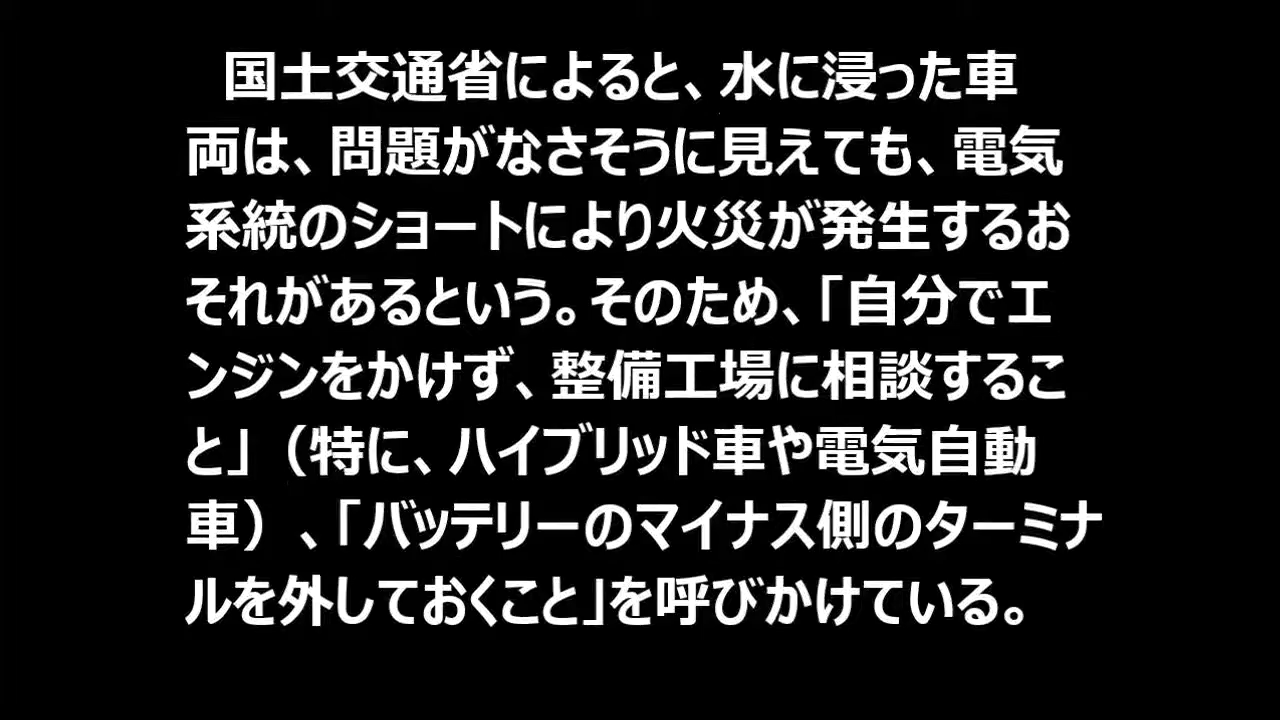 国土交通省によると、水に浸った車
両は、問題がなさそうに見えても、電気
系統のショートにより火災が発生するお
それがあるという。そのため、「自分でエ
ンジンをかけず、整備工場に相談するこ
と」（特に、ハイブリッド車や電気自動
車）、「バッテリーのマイナス側のターミナ
ルを外しておくこと」を呼びかけている。